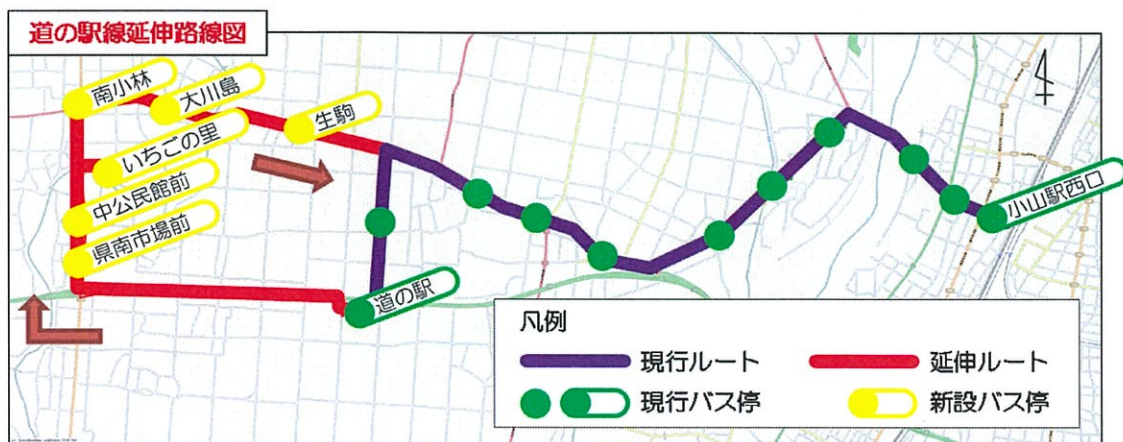 道の駅線延伸路線図
南小林
大川島
生駒
いちごの里
中公民館前
県南市場前
道の駅
小山駅西口
凡例
現行ルート
延伸ルート
現行バス停
新設バス停